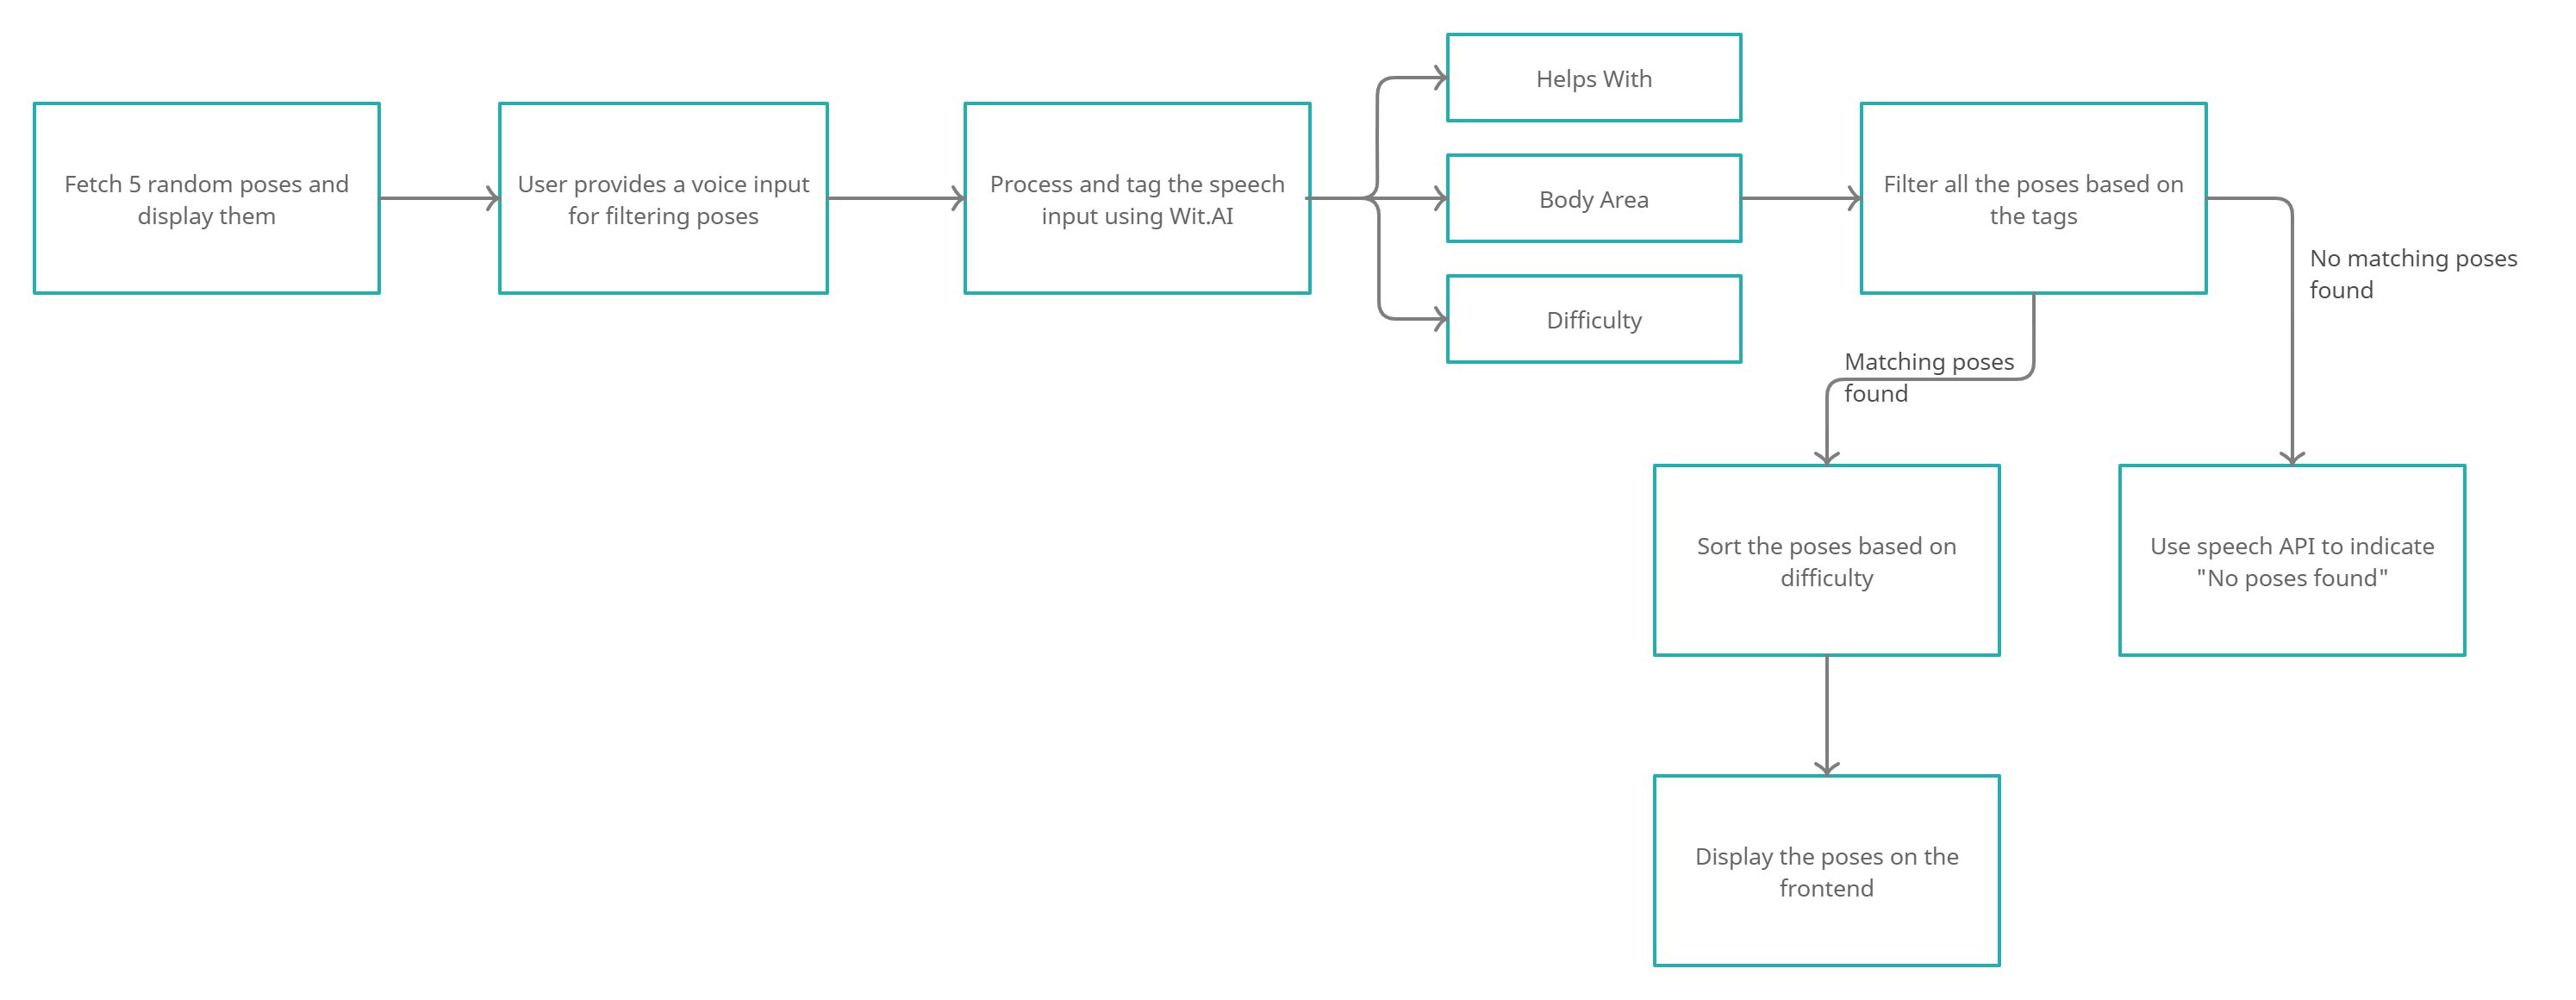 Fetch 5 random poses and
display them
User provides a voice input
for filtering poses
Process and tag the speech
input using Wit.AI
Helps With
Body Area
Difficulty
Filter all the poses based on
the tags
No matching poses
found
Matching poses
found
Sort the poses based on
difficulty
Use speech API to indicate
"No poses found"
Display the poses on the
frontend